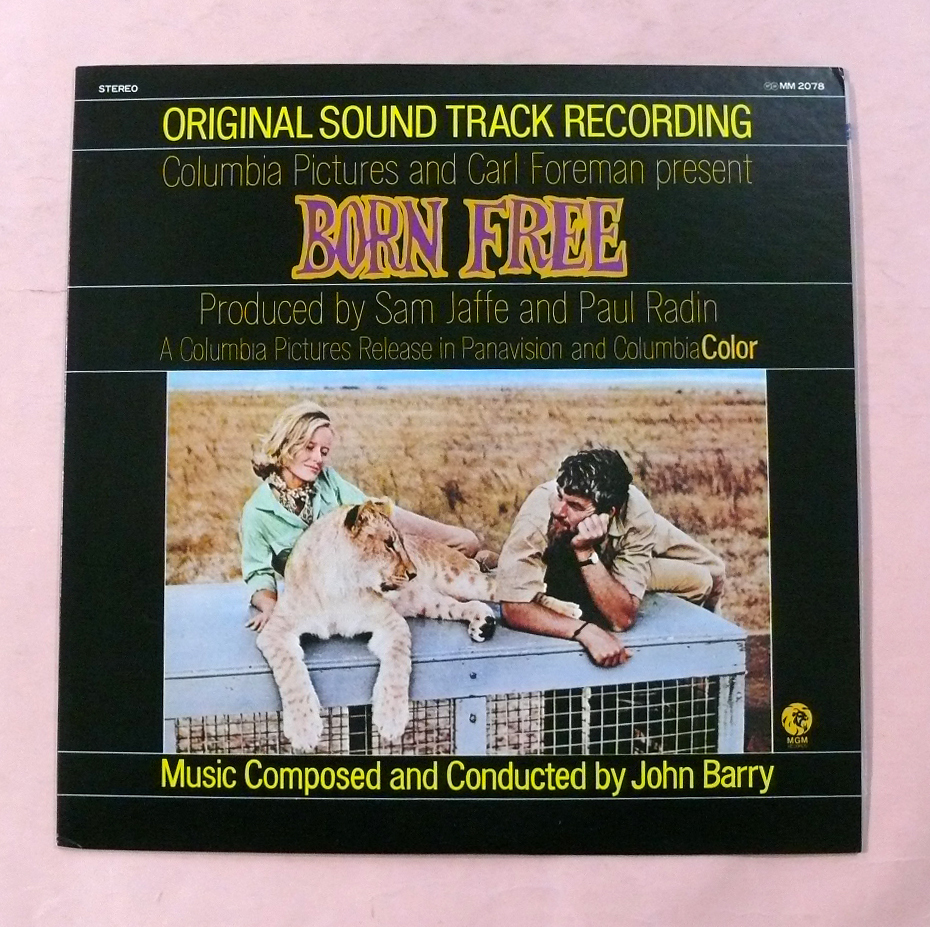 STEREO
MM 2078
ORIGINAL SOUND TRACK RECORDING
Columbia Pictures and Carl Foreman present
BORN FREE
Produced by Sam Jaffe and Paul Radin
A Columbia Pictures Release in Panavision and ColumbiaColor
MGM
Music Composed and Conducted by John Barry